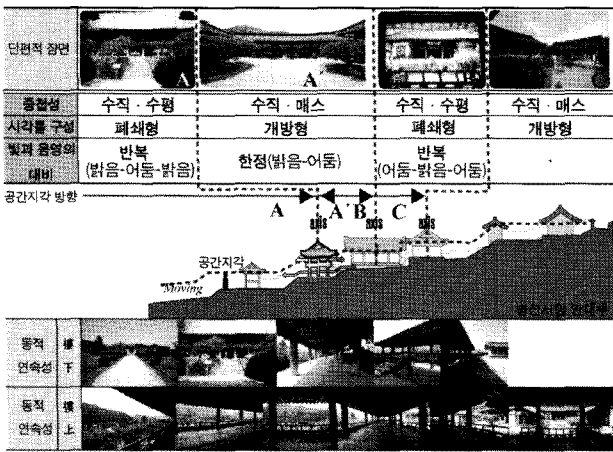 단편적 장면
A
A´
중첩성
수직 · 수평
수직 · 매스
수직 · 수평
수직 · 매스
시각틀 구성
폐쇄형
개방형
폐쇄형
개방형
빛과 음영의
대비
반복
(밝음-어둠-밝음)
한정(밝음-어둠)
반복
(어둠-밝음-어둠)
-
공간지각 방향
A
A´
B
C
공간지각
Moving
동적
연속성
樓
下
동적
연속성
樓
上